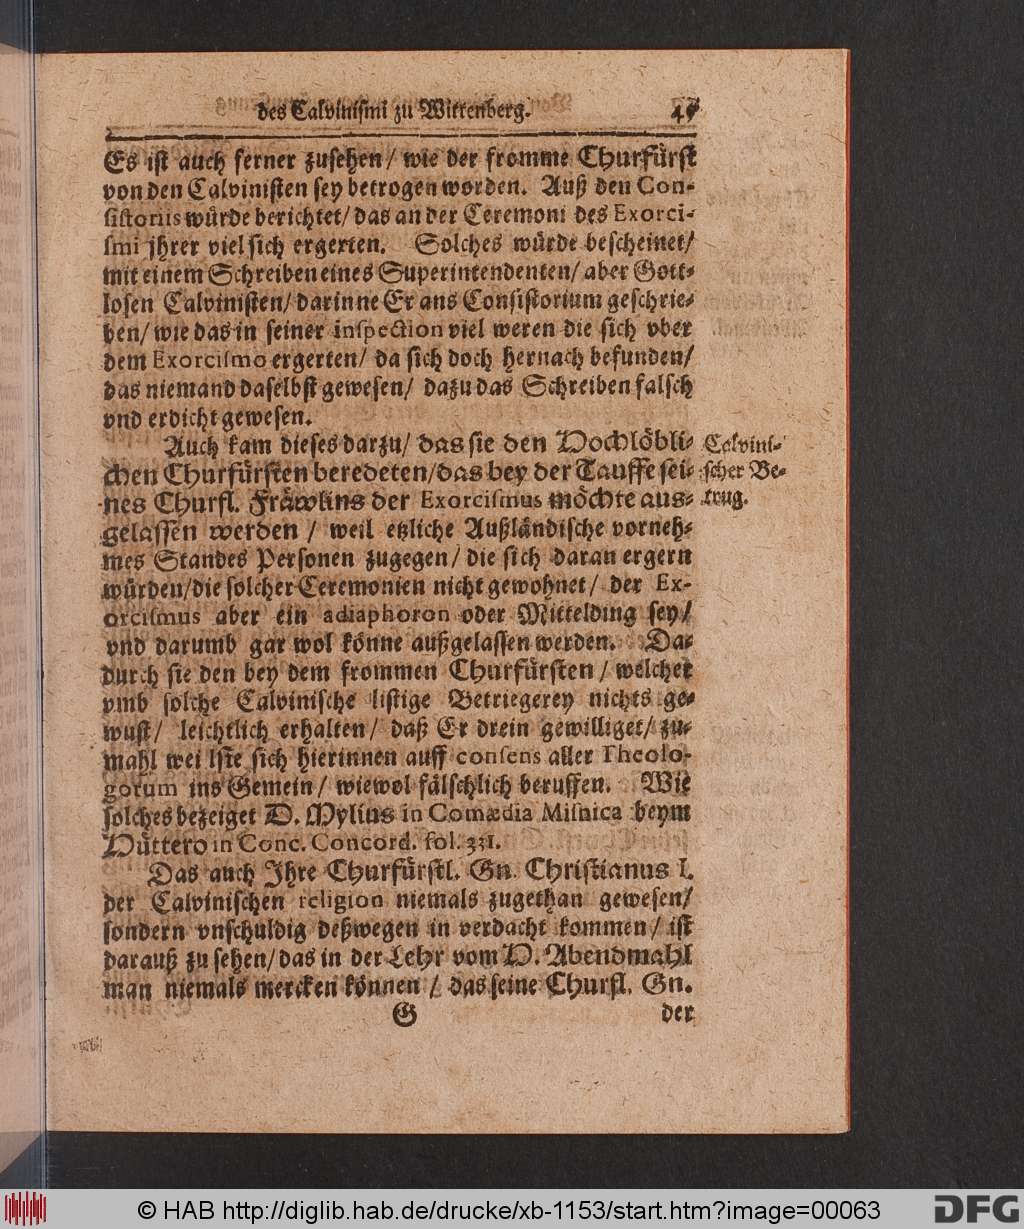 des Calvinismi zu Wittenberg. 49
Es ist auch ferner zusehen/ wie der fromme Churfürst
von den Calvinisten sey betrogen worden. Auß den Con-
sistoriis würde berichtet/ das an der Ceremoni des Exorci-
smi jhrer viel sich ergerten. Solches würde bescheinet/
mit einem Schreiben eines Superintendenten/ aber Gott-
losen Calvinisten/ darinne Er ans Consistorium geschrie-
ben/ wie das in seiner inspection viel weren die sich vber
dem Exorcismo ergerten/ da sich doch hernach befunden/
das niemand daselbst gewesen/ dazu das Schreiben falsch
vnd erdicht gewesen.
Auch kam dieses darzu/ das sie den Hochlöbli-
chen Churfürsten beredeten/ das bey der Tauffe sei-
nes Churfl. Fräwlins der Exorcismus möchte aus-
gelassen werden / weil etzliche Außländische vorneh-
mes Standes Personen zugegen/ die sich daran ergern
würden/ die solcher Ceremonien nicht gewohnet/ der Ex-
orcismus aber ein adiaphoron oder Mittelding sey/
vnd darumb gar wol könne außgelassen werden. Da-
durch sie den bey dem frommen Churfürsten / welcher
vmb solche Calvinische listige Betriegerey nichts ge-
wust/ leichtlich erhalten/ daß Er drein gewilliget/ zu-
mahl wei lsie sich hierinnen auff consens aller Theolo-
gorum ins Gemein/ wiewol fälschlich beruffen. Wie
solches bezeiget D. Mylius in Comœdia Misnica beym
Hüttero in Conc. Concord. fol. 331.
Das auch Ihre Churfürstl. Gn. Christianus I.
der Calvinischen religion niemals zugethan gewesen/
sondern vnschuldig deßwegen in verdacht kommen/ ist
darauß zu sehen/ das in der Lehr vom H. Abendmahl
man niemals mercken können / das seine Churfl. Gn.
G der
Calvini-
scher Be-
trug.
© HAB http://diglib.hab.de/drucke/xb-1153/start.htm?image=00063
DFG